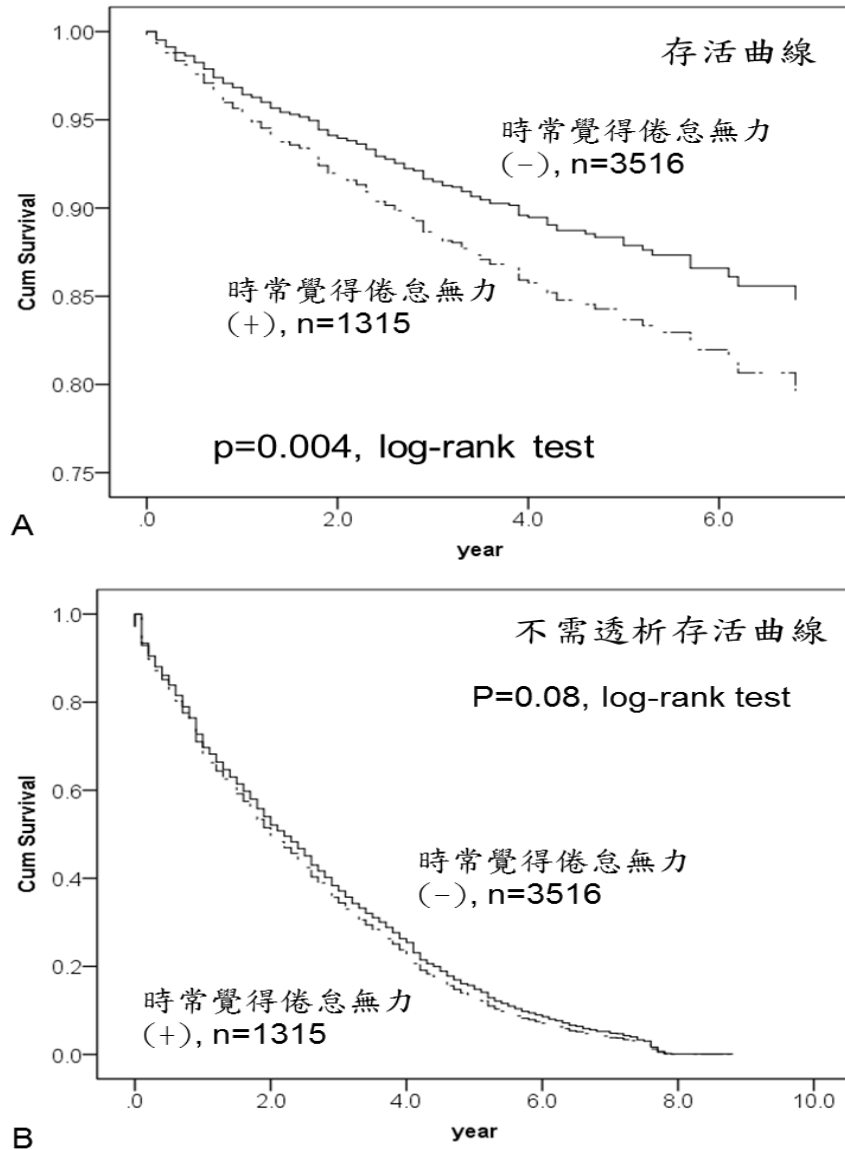 存活曲線
1.00
0.95
0.90
0.85
0.80
0.75
Cum Survival
時常覺得倦怠無力
(−), n=3516
時常覺得倦怠無力
(+), n=1315
p=0.004, log-rank test
.0
2.0
4.0
6.0
year
A
不需透析存活曲線
P=0.08, log-rank test
1.0
0.8
0.6
0.4
0.2
0.0
Cum Survival
時常覺得倦怠無力
(−), n=3516
時常覺得倦怠無力
(+), n=1315
.0
2.0
4.0
6.0
8.0
10.0
year
B